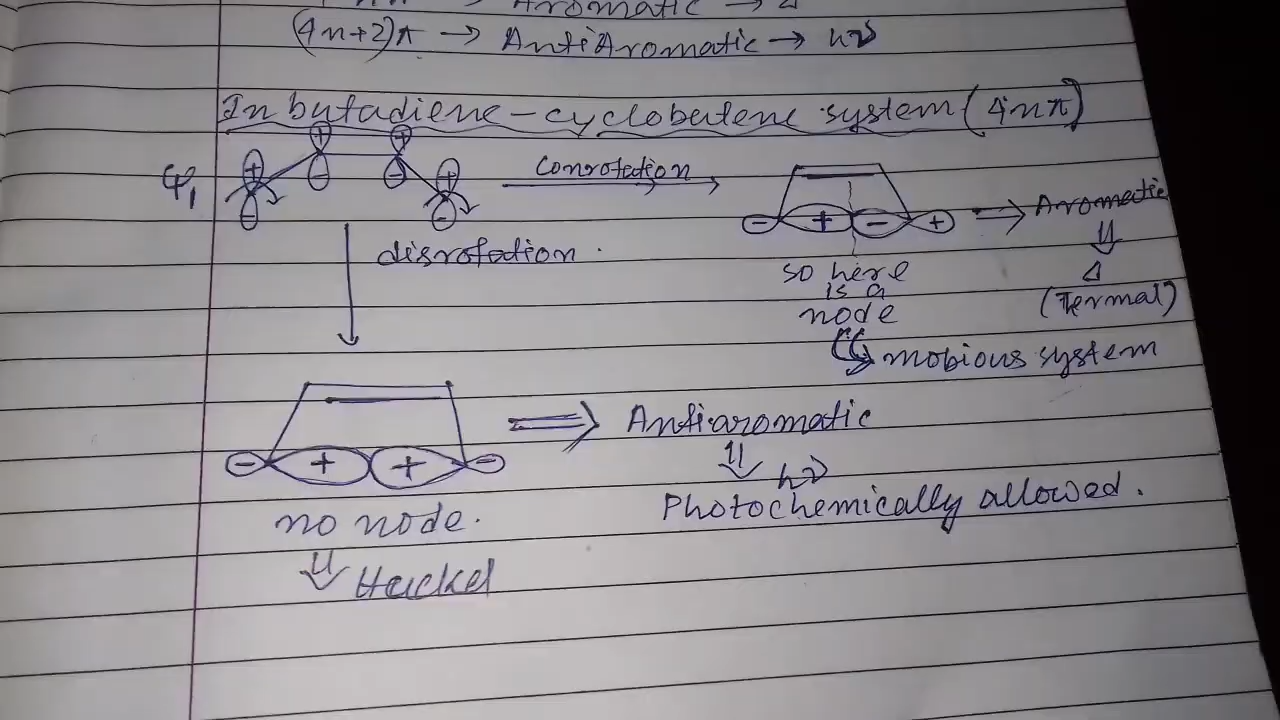 Aromatic → Δ
(4n+2)π → AntiAromatic → hν
In butadiene - cyclobutene system (4nπ)
ψ₁
+ + + +
- - - -
Conrotation
- + - +
⇒ Aromatic
⇓
Δ
(Termal)
disrotation.
so here
is a
node
mobious system
- + + -
⇒ Antiaromatic
⇓ hν
Photochemically allowed.
no node.
⇓ Huckel